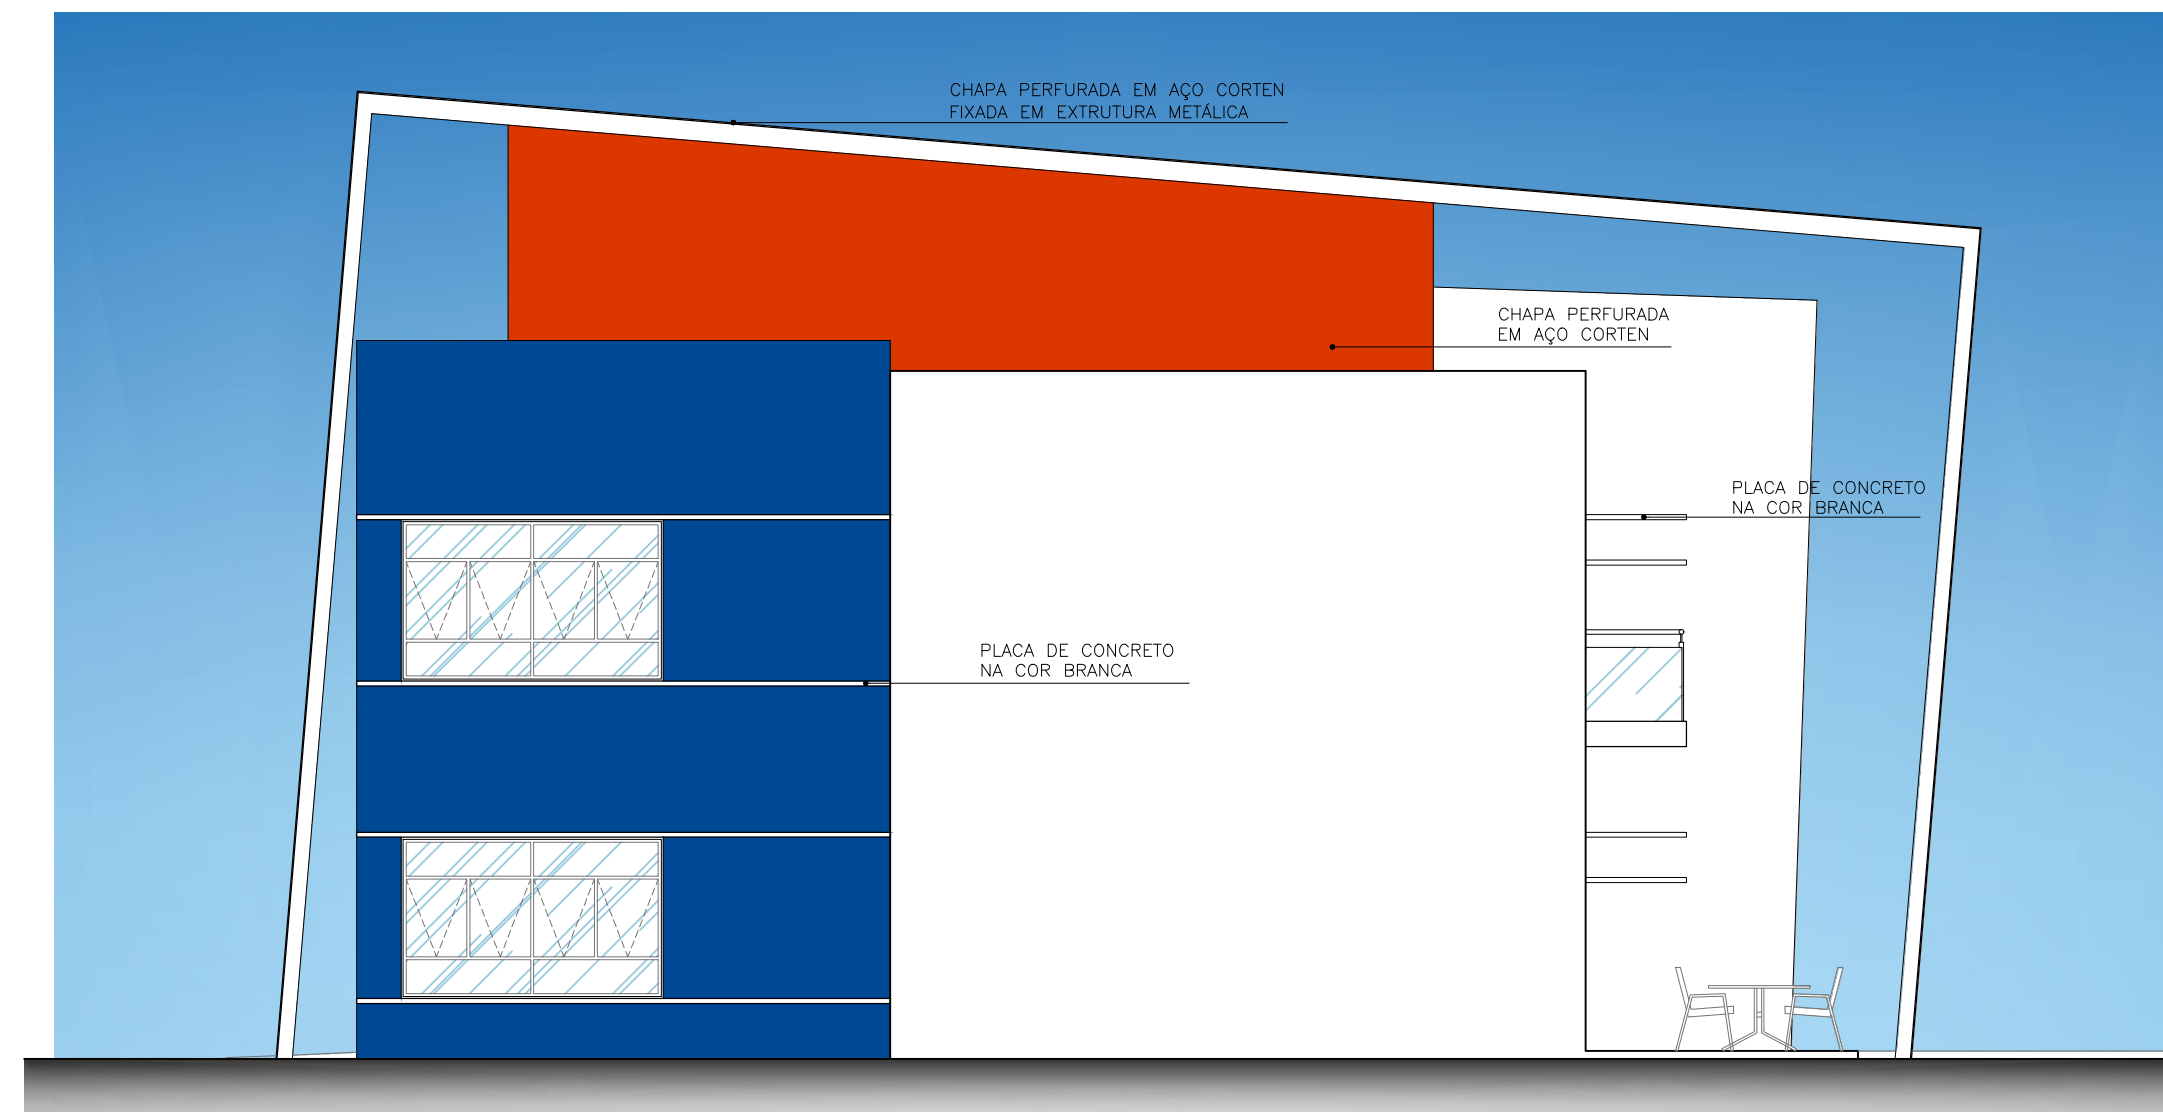 CHAPA PERFURADA EM AÇO CORTEN
FIXADA EM EXTRUTURA METÁLICA
CHAPA PERFURADA
EM AÇO CORTEN
PLACA DE CONCRETO
NA COR BRANCA
PLACA DE CONCRETO
NA COR BRANCA